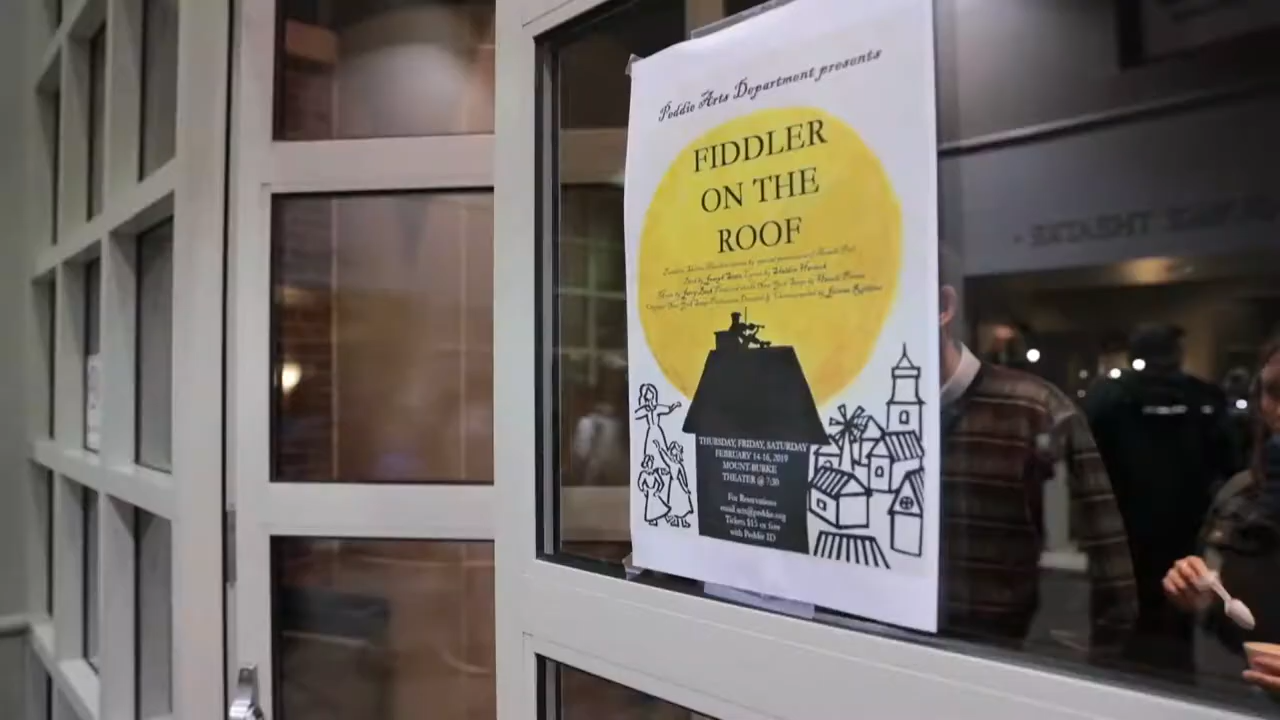 Peddie Arts Department presents
FIDDLER
ON THE
ROOF
THURSDAY, FRIDAY, SATURDAY
FEBRUARY 14-16, 2019
MOUNT-BURKE
THEATER @ 7:30
For Reservations
email arts@peddie.org
Tickets $15 or free
with Peddie ID